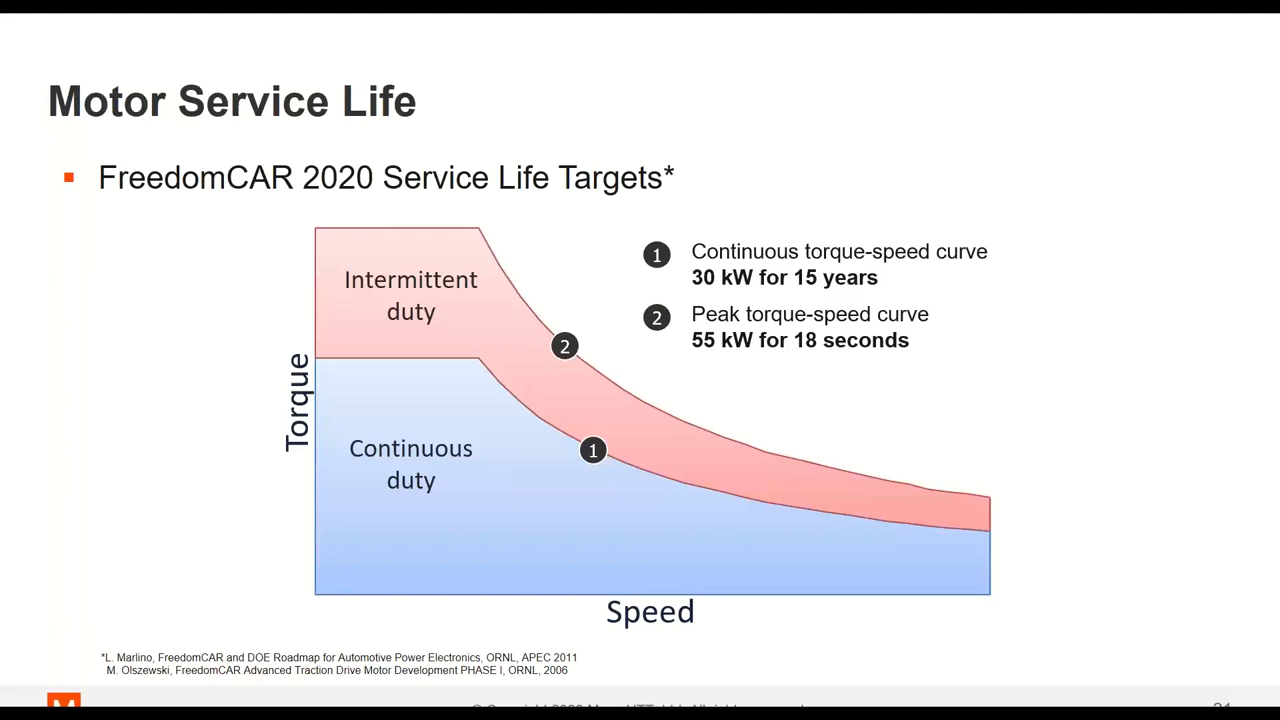 Motor Service Life
▪ FreedomCAR 2020 Service Life Targets*
Intermittent
duty
Continuous
duty
Torque
Speed
2
1
1 Continuous torque-speed curve
30 kW for 15 years
2 Peak torque-speed curve
55 kW for 18 seconds
*L. Marlino, FreedomCAR and DOE Roadmap for Automotive Power Electronics, ORNL, APEC 2011
M. Olszewski, FreedomCAR Advanced Traction Drive Motor Development PHASE I, ORNL, 2006